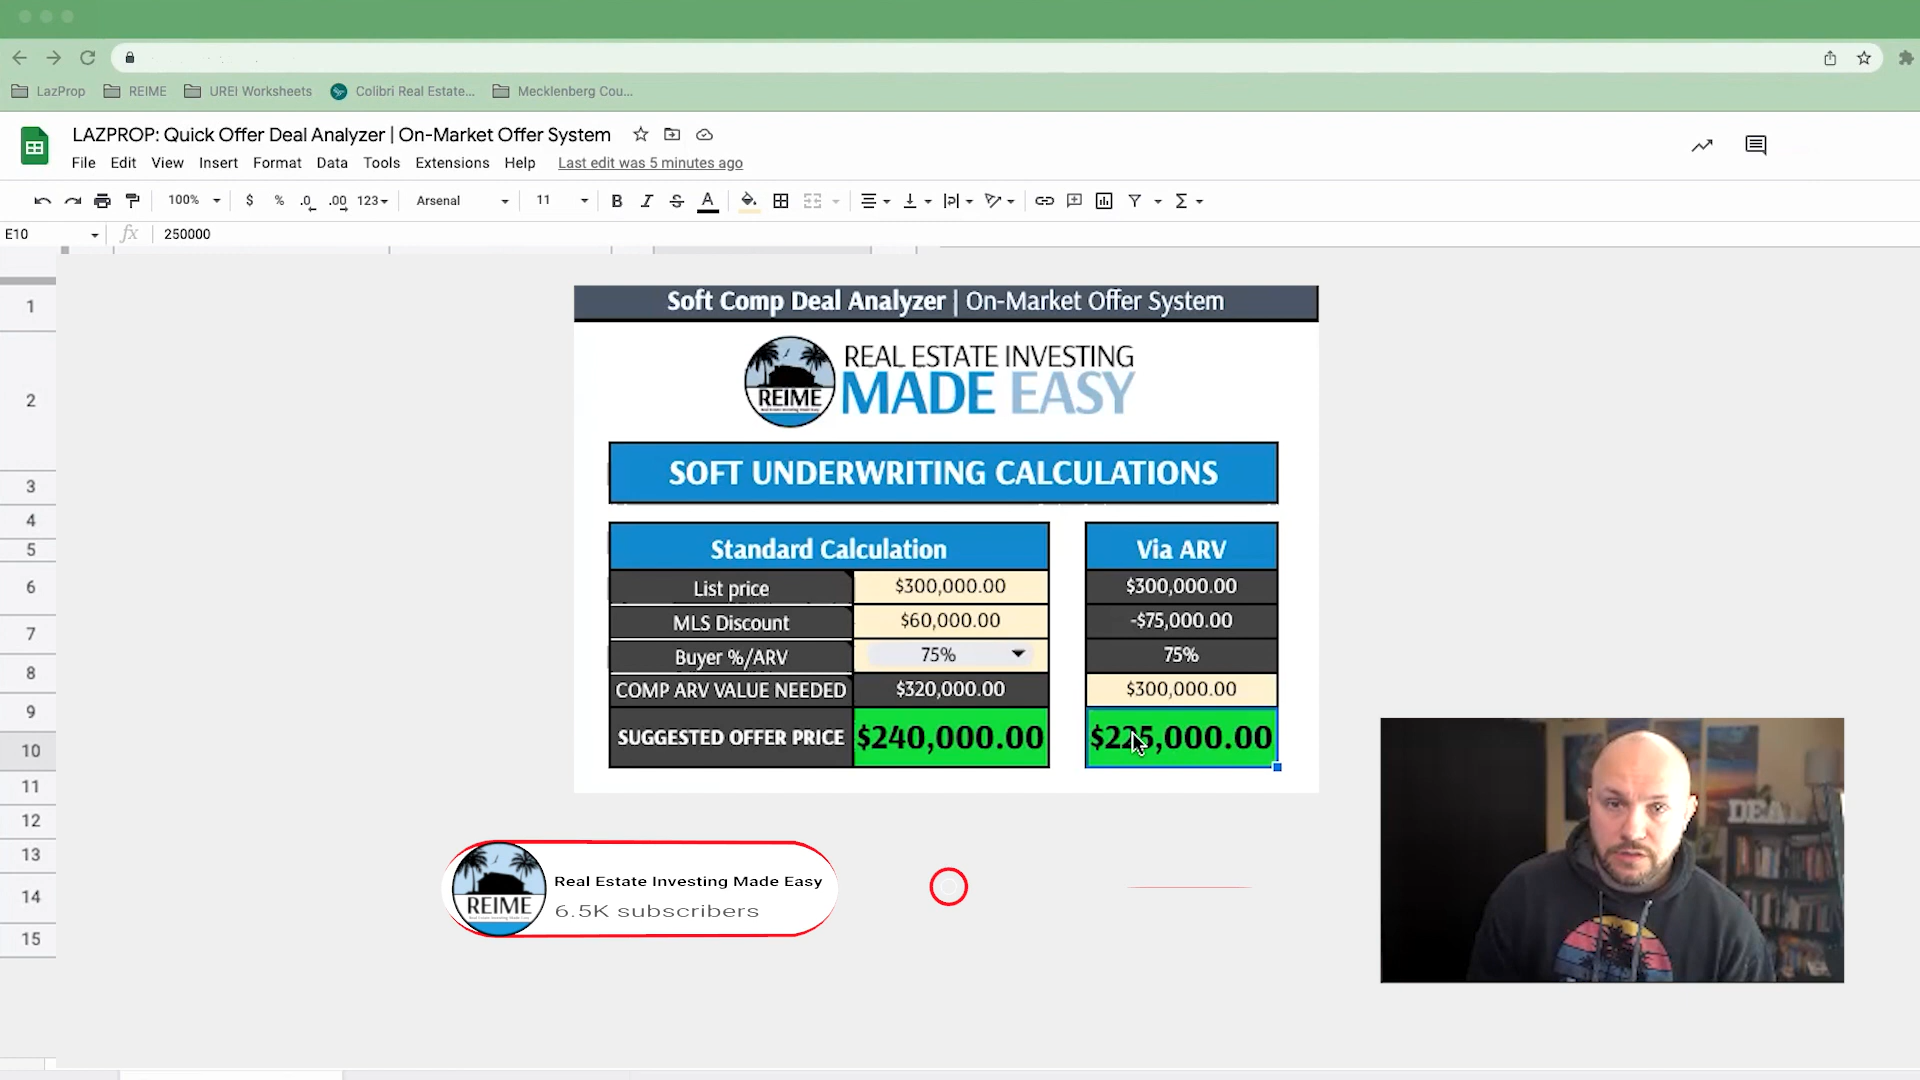 LazProp REIME UREI Worksheets Colibri Real Estate... Mecklenberg Cou...
LAZPROP: Quick Offer Deal Analyzer | On-Market Offer System
File Edit View Insert Format Data Tools Extensions Help Last edit was 5 minutes ago
100% $ % .0 .00 123 Arsenal 11 B I S A
E10 fx 250000
1
2
3
4
5
6
7
8
9
10
11
12
13
14
15
Soft Comp Deal Analyzer | On-Market Offer System
REIME
REAL ESTATE INVESTING
MADE EASY
SOFT UNDERWRITING CALCULATIONS
Standard Calculation Via ARV
List price $300,000.00 $300,000.00
MLS Discount $60,000.00 -$75,000.00
Buyer %/ARV 75% 75%
COMP ARV VALUE NEEDED $320,000.00 $300,000.00
SUGGESTED OFFER PRICE $240,000.00 $225,000.00
REIME
Real Estate Investing Made Easy
6.5K subscribers
DEAL